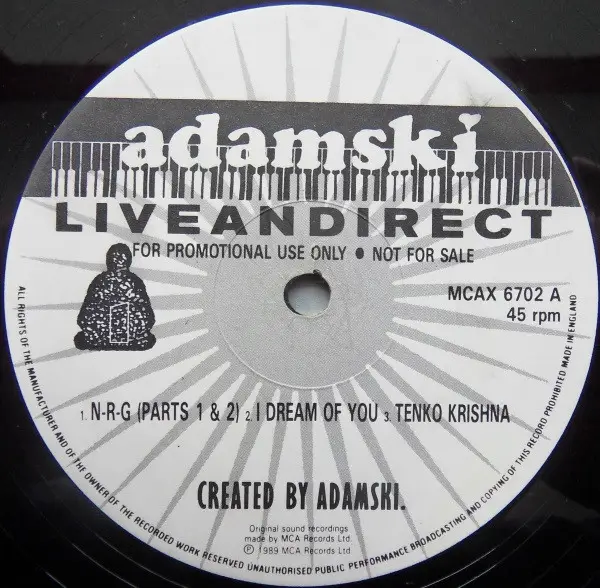 adamski
LIVEANDIRECT
FOR PROMOTIONAL USE ONLY ● NOT FOR SALE
MCAX 6702 A
45 rpm
1. N-R-G (PARTS 1 & 2) 2. I DREAM OF YOU 3. TENKO KRISHNA
CREATED BY ADAMSKI.
Original sound recordings
made by MCA Records Ltd.
℗ 1989 MCA Records Ltd.
ALL RIGHTS OF THE MANUFACTURER AND OF THE OWNER OF THE RECORDED WORK RESERVED UNAUTHORISED PUBLIC PERFORMANCE BROADCASTING AND COPYING OF THIS RECORD PROHIBITED MADE IN ENGLAND